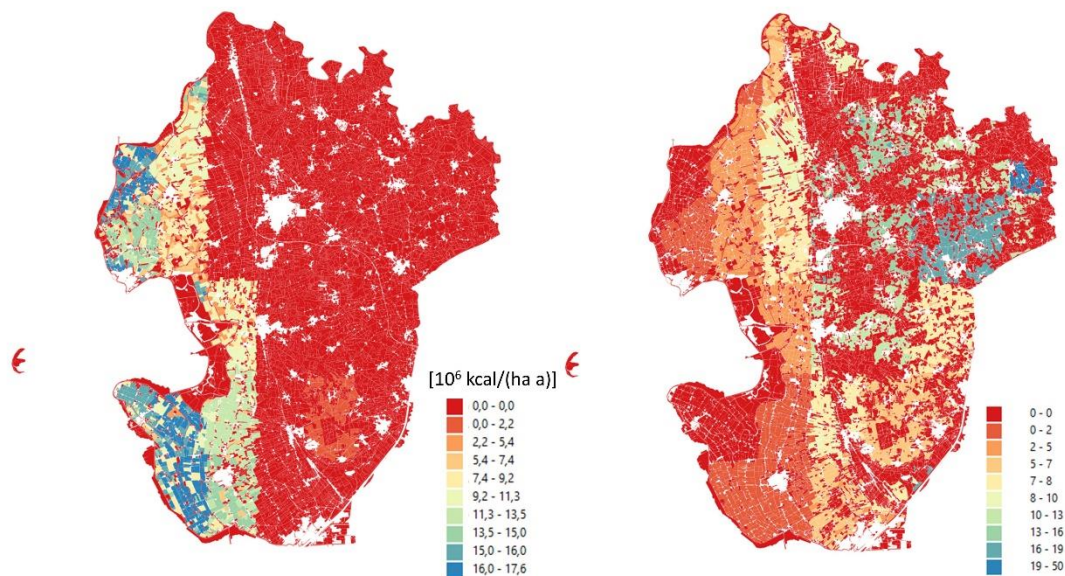 [10⁶ kcal/(ha a)]
0,0 - 0,0
0,0 - 2,2
2,2 - 5,4
5,4 - 7,4
7,4 - 9,2
9,2 - 11,3
11,3 - 13,5
13,5 - 15,0
15,0 - 16,0
16,0 - 17,6
0 - 0
0 - 2
2 - 5
5 - 7
7 - 8
8 - 10
10 - 13
13 - 16
16 - 19
19 - 50